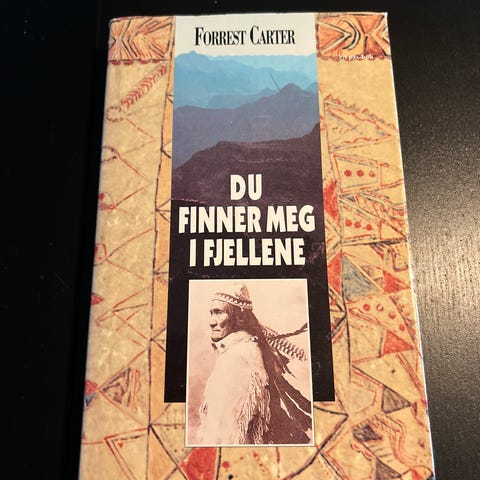 FORREST CARTER
DU
FINNER MEG
I FJELLENE